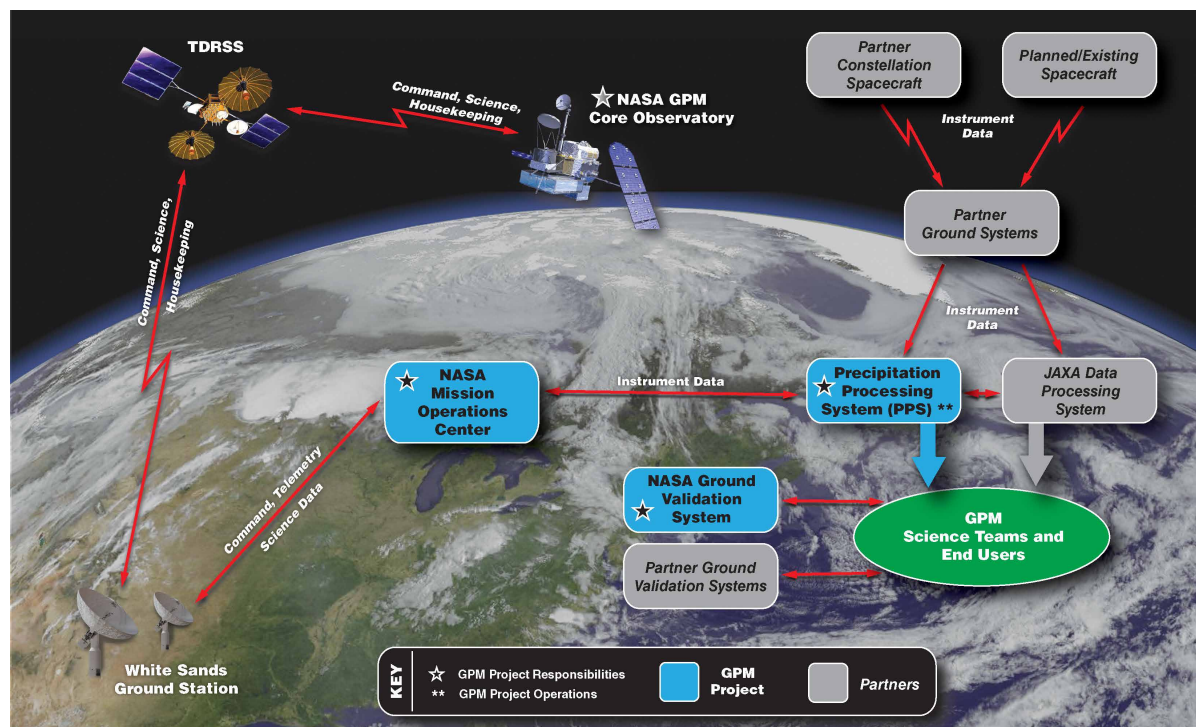 TDRSS
Command, Science,
Housekeeping
NASA GPM
Core Observatory
Partner
Constellation
Spacecraft
Planned/Existing
Spacecraft
Instrument
Data
Partner
Ground Systems
Command, Science,
Housekeeping
Instrument
Data
NASA
Mission
Operations
Center
Instrument Data
Precipitation
Processing
System (PPS) **
JAXA Data
Processing
System
Command, Telemetry
Science Data
NASA Ground
Validation
System
GPM
Science Teams and
End Users
Partner Ground
Validation Systems
White Sands
Ground Station
KEY
GPM Project Responsibilities
** GPM Project Operations
GPM
Project
Partners